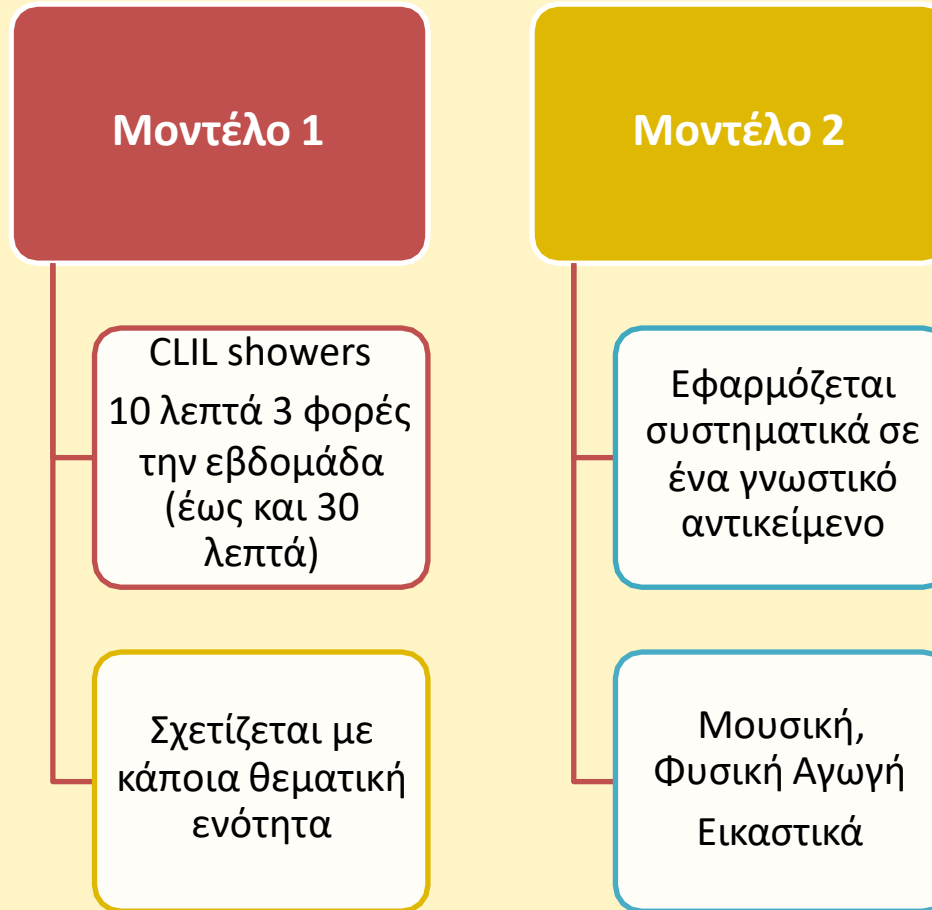 Μοντέλο 1
CLIL showers
10 λεπτά 3 φορές
την εβδομάδα
(έως και 30
λεπτά)
Σχετίζεται με
κάποια θεματική
ενότητα
Μοντέλο 2
Εφαρμόζεται
συστηματικά σε
ένα γνωστικό
αντικείμενο
Μουσική,
Φυσική Αγωγή
Εικαστικά